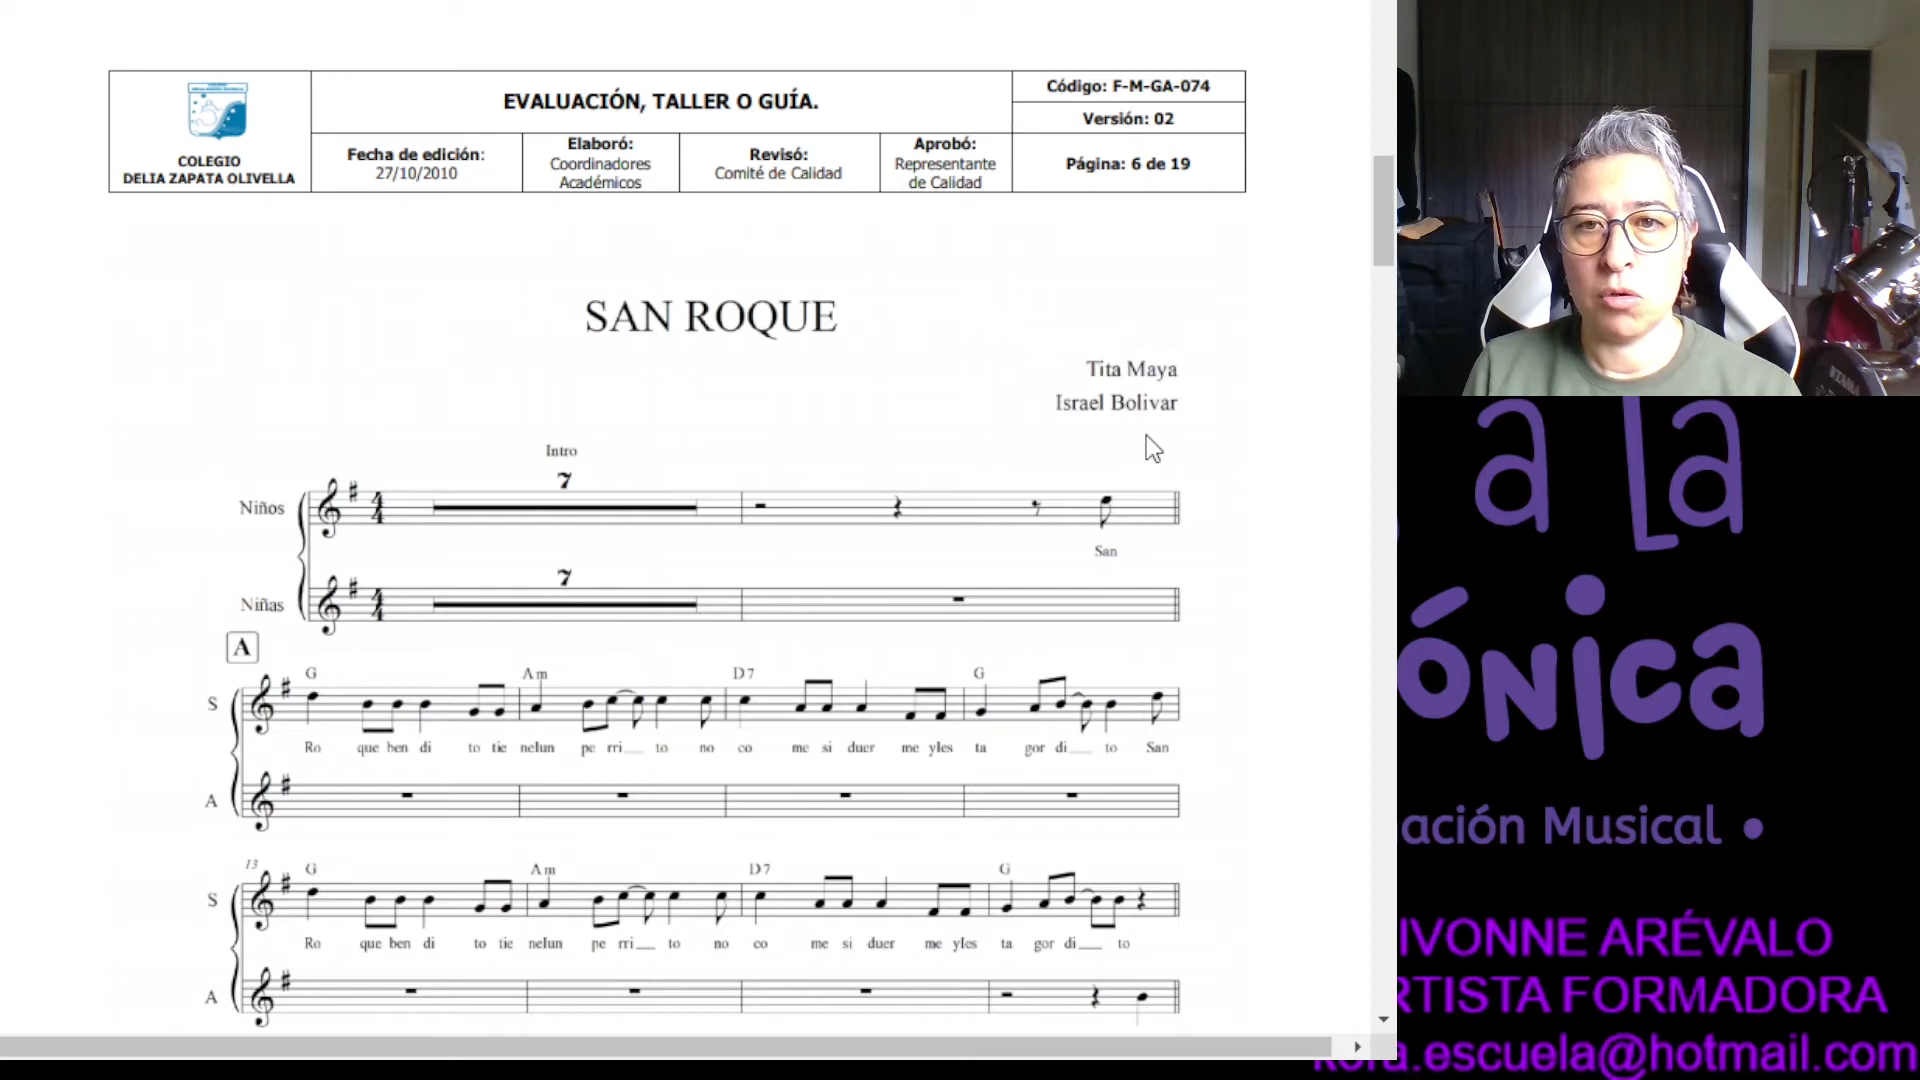 COLEGIO
DELIA ZAPATA OLIVELLA
EVALUACIÓN, TALLER O GUÍA.
Código: F-M-GA-074
Versión: 02
Fecha de edición:
27/10/2010
Elaboró:
Coordinadores
Académicos
Revisó:
Comité de Calidad
Aprobó:
Representante
de Calidad
Página: 6 de 19
SAN ROQUE
Tita Maya
Israel Bolivar
Intro
7
Niños
San
7
Niñas
A
G Am D7 G
S
Ro que ben di to tie nelun pe rri to no co me si duer me yles ta gor di to San
A
13 G Am D7 G
S
Ro que ben di to tie nelun pe rri to no co me si duer me yles ta gor di to
A
a La
ónica
ación Musical •
IVONNE ARÉVALO
RTISTA FORMADORA
kora.escuela@hotmail.com
TAMA